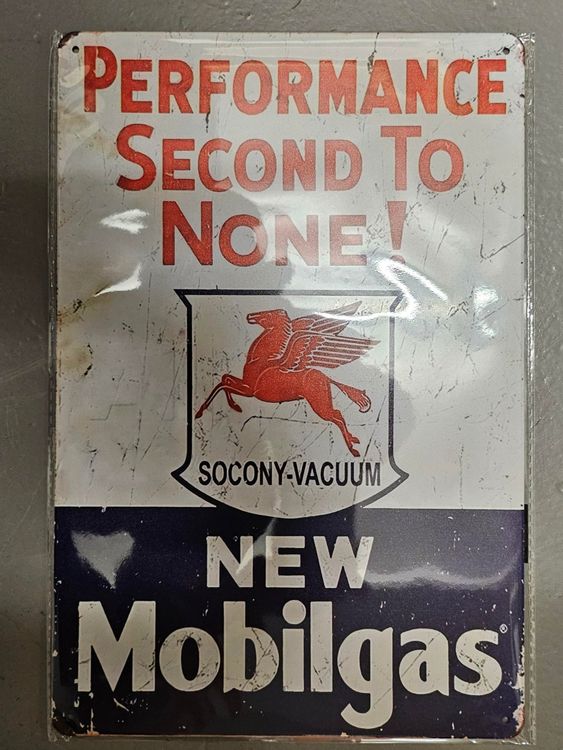 PERFORMANCE
SECOND TO
NONE!
SOCONY-VACUUM
NEW
Mobilgas®